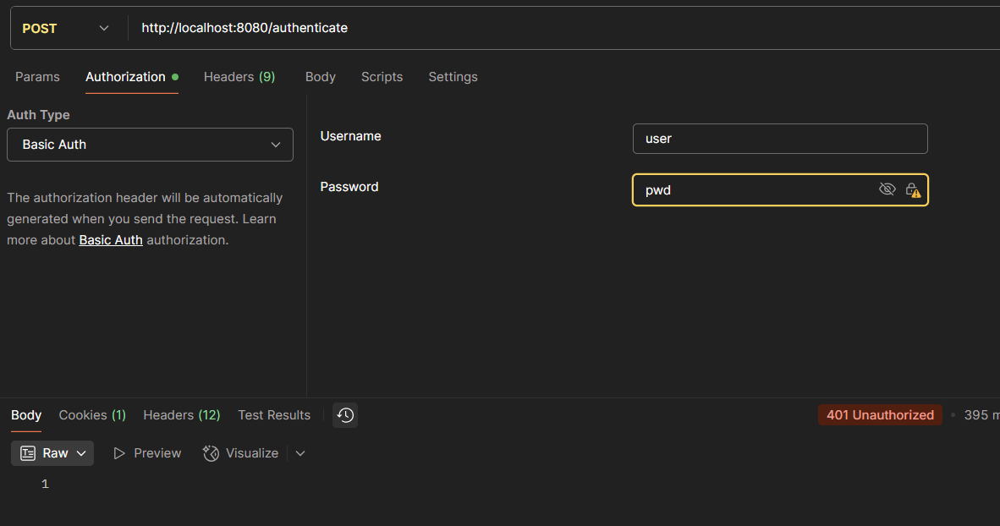 POST http://localhost:8080/authenticate
Params Authorization Headers (9) Body Scripts Settings
Auth Type
Basic Auth
The authorization header will be automatically
generated when you send the request. Learn
more about Basic Auth authorization.
Username user
Password pwd
Body Cookies (1) Headers (12) Test Results 401 Unauthorized • 395 m
Raw Preview Visualize
1